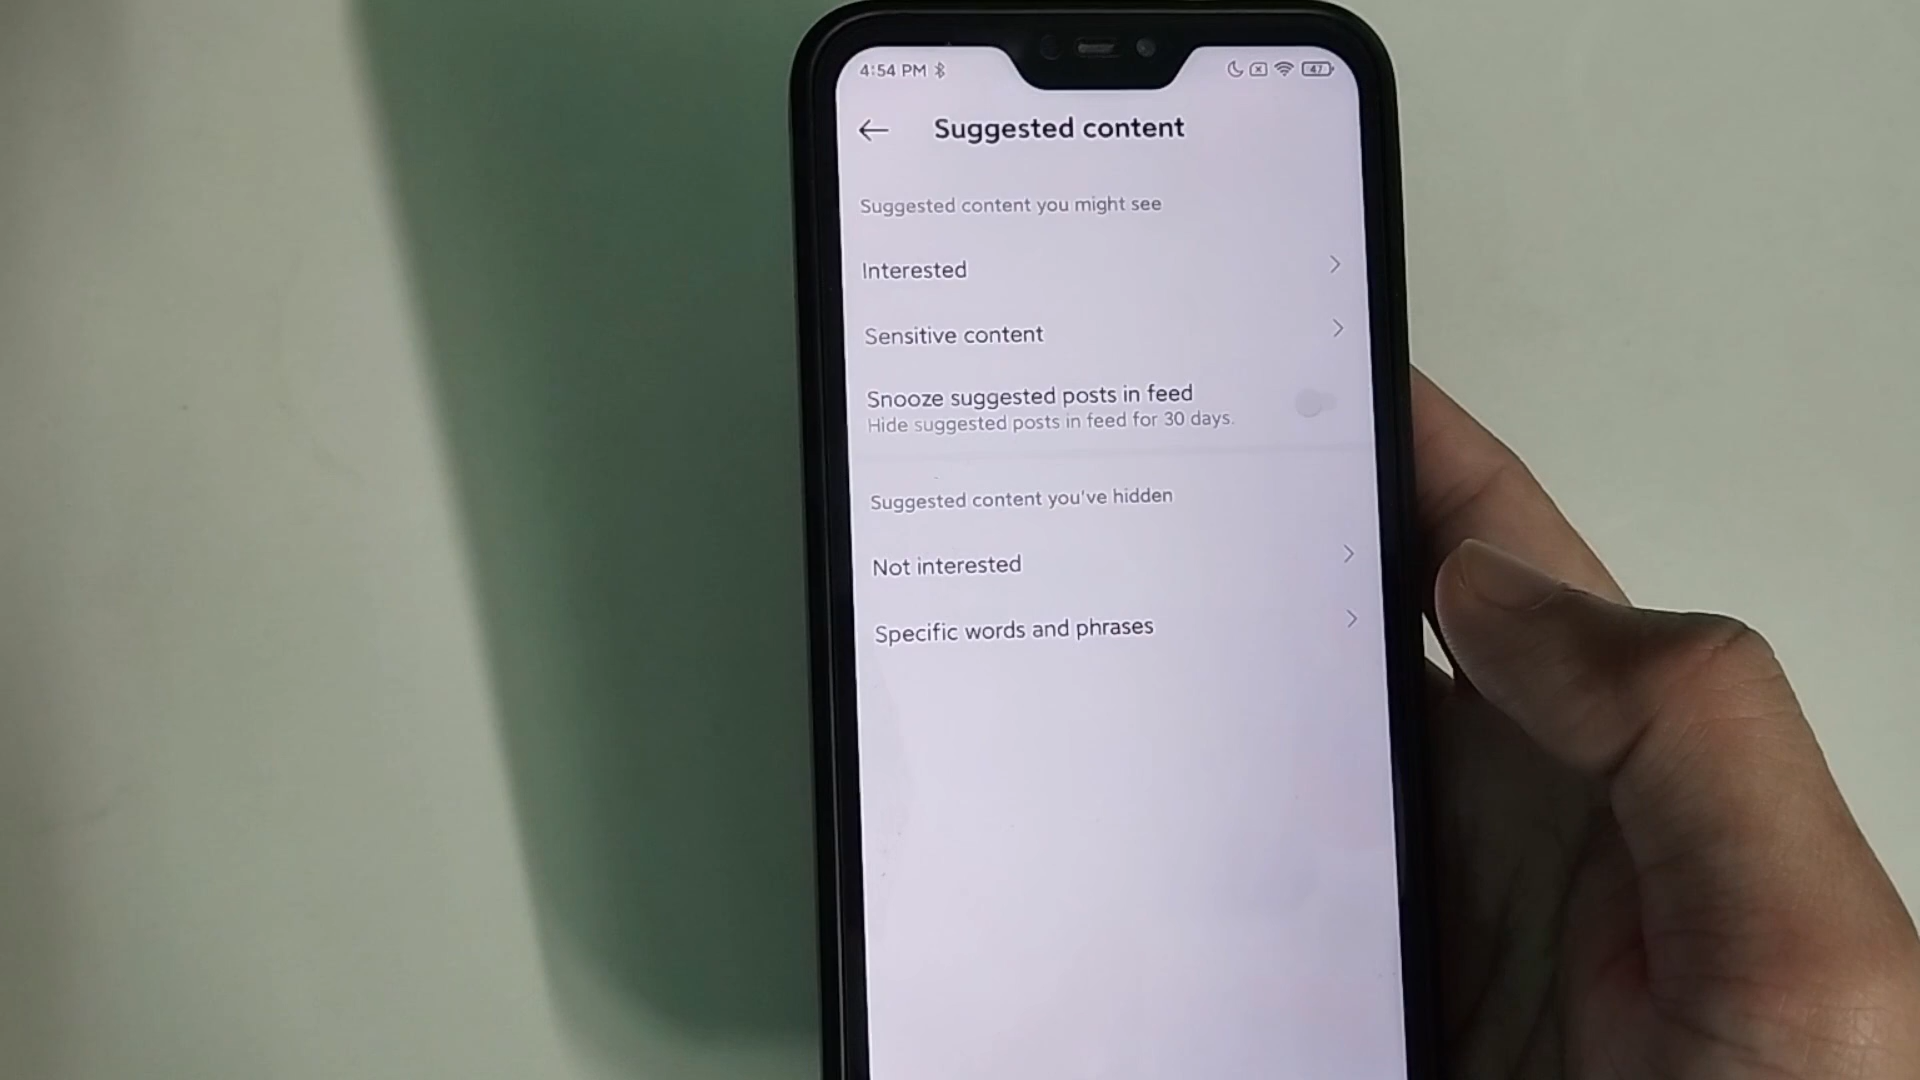 4:54 PM
47
Suggested content
Suggested content you might see
Interested
Sensitive content
Snooze suggested posts in feed
Hide suggested posts in feed for 30 days.
Suggested content you've hidden
Not interested
Specific words and phrases